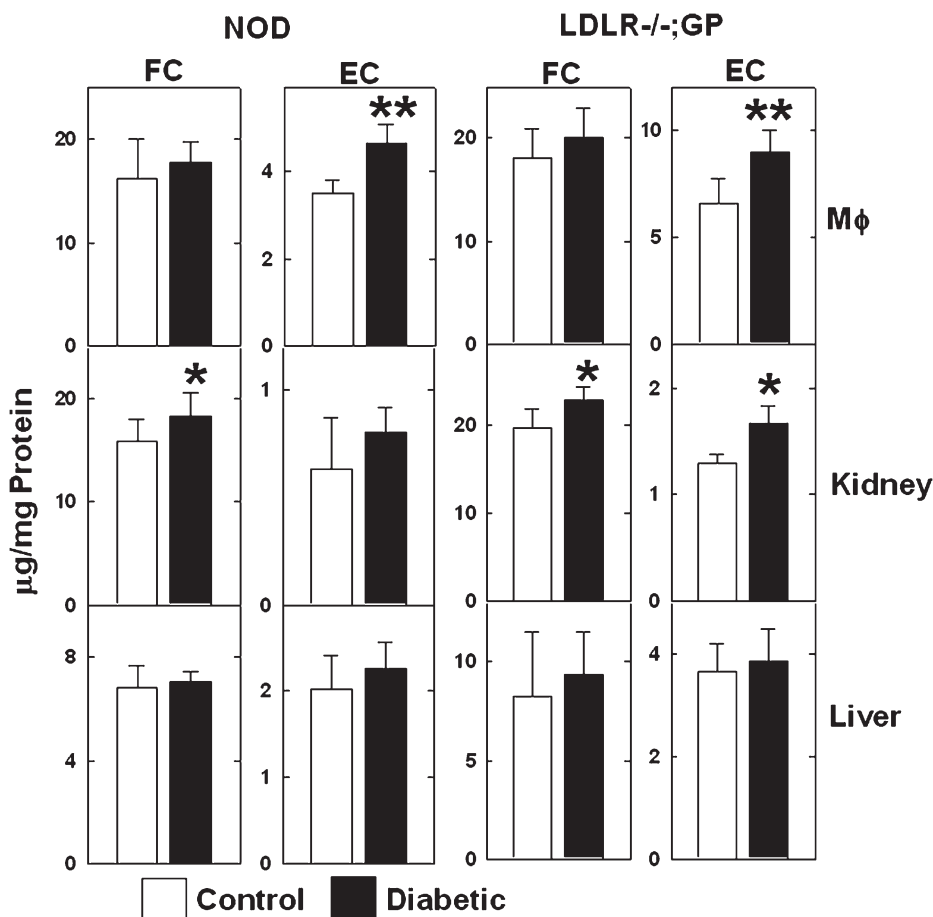 NOD LDLR-/-;GP
FC EC FC EC
** **
20 4 20 10
10 2 10 5
0 0 0 0
Mϕ
* * *
20 1 20 2
10 10 1
0 0 0 0
Kidney
μg/mg Protein
8 2 10 4
4 1 5 2
0 0 0 0
Liver
Control Diabetic